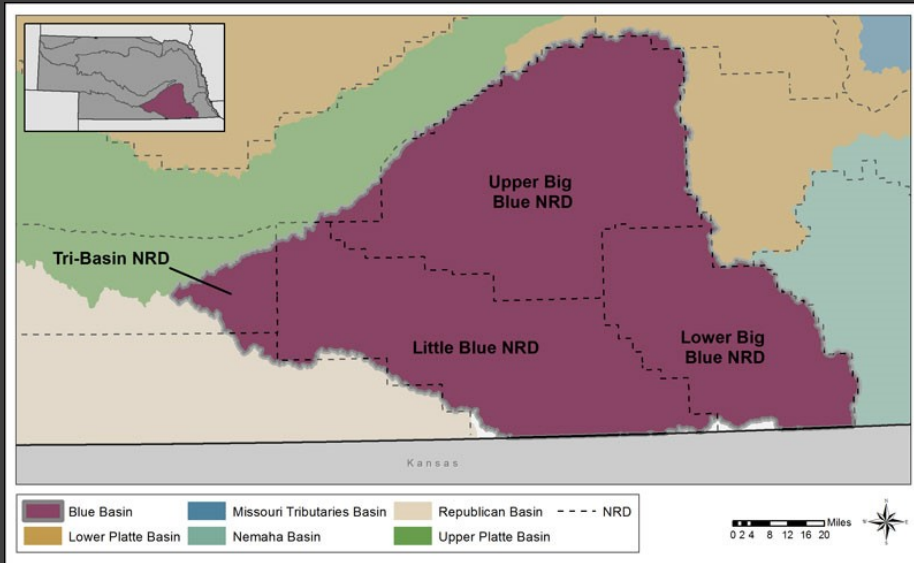 Upper Big
Blue NRD
Tri-Basin NRD
Little Blue NRD
Lower Big
Blue NRD
Kansas
Blue Basin
Missouri Tributaries Basin
Republican Basin
NRD
Lower Platte Basin
Nemaha Basin
Upper Platte Basin
Miles
0 2 4 8 12 16 20
N
W
E
S